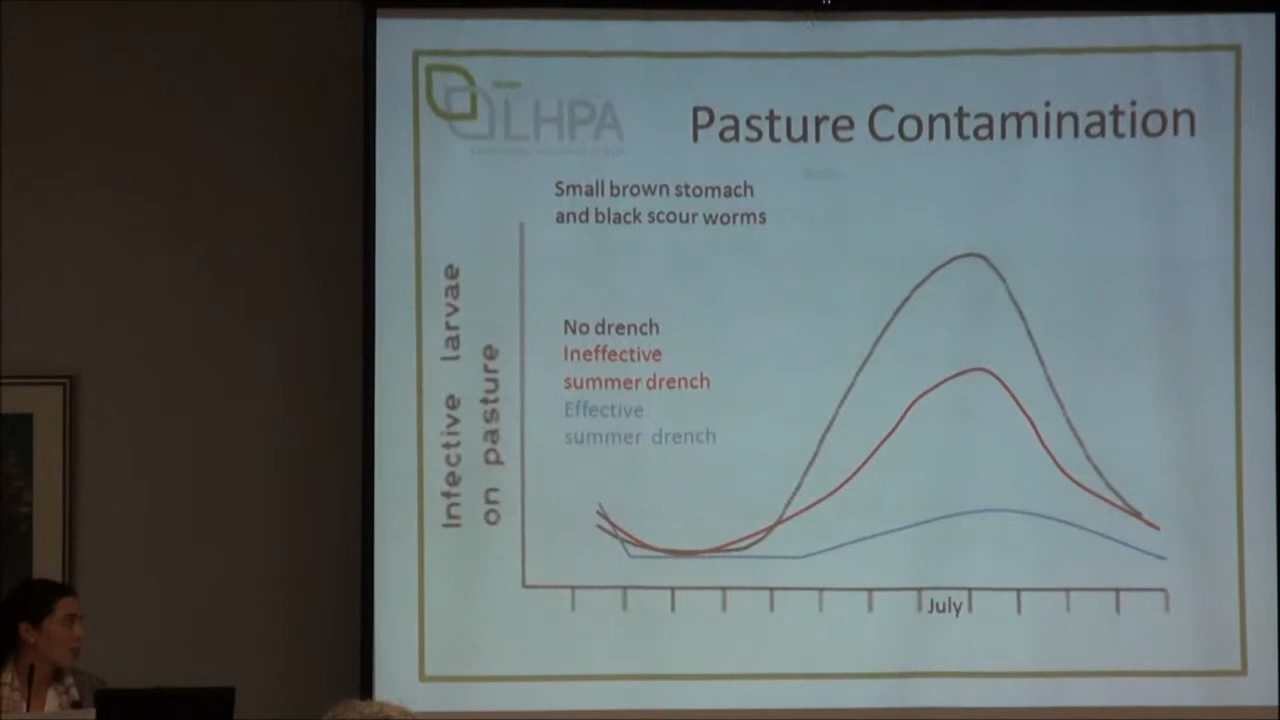 LHPA
Pasture Contamination
Small brown stomach
and black scour worms
Infective larvae
on pasture
No drench
Ineffective
summer drench
Effective
summer drench
July